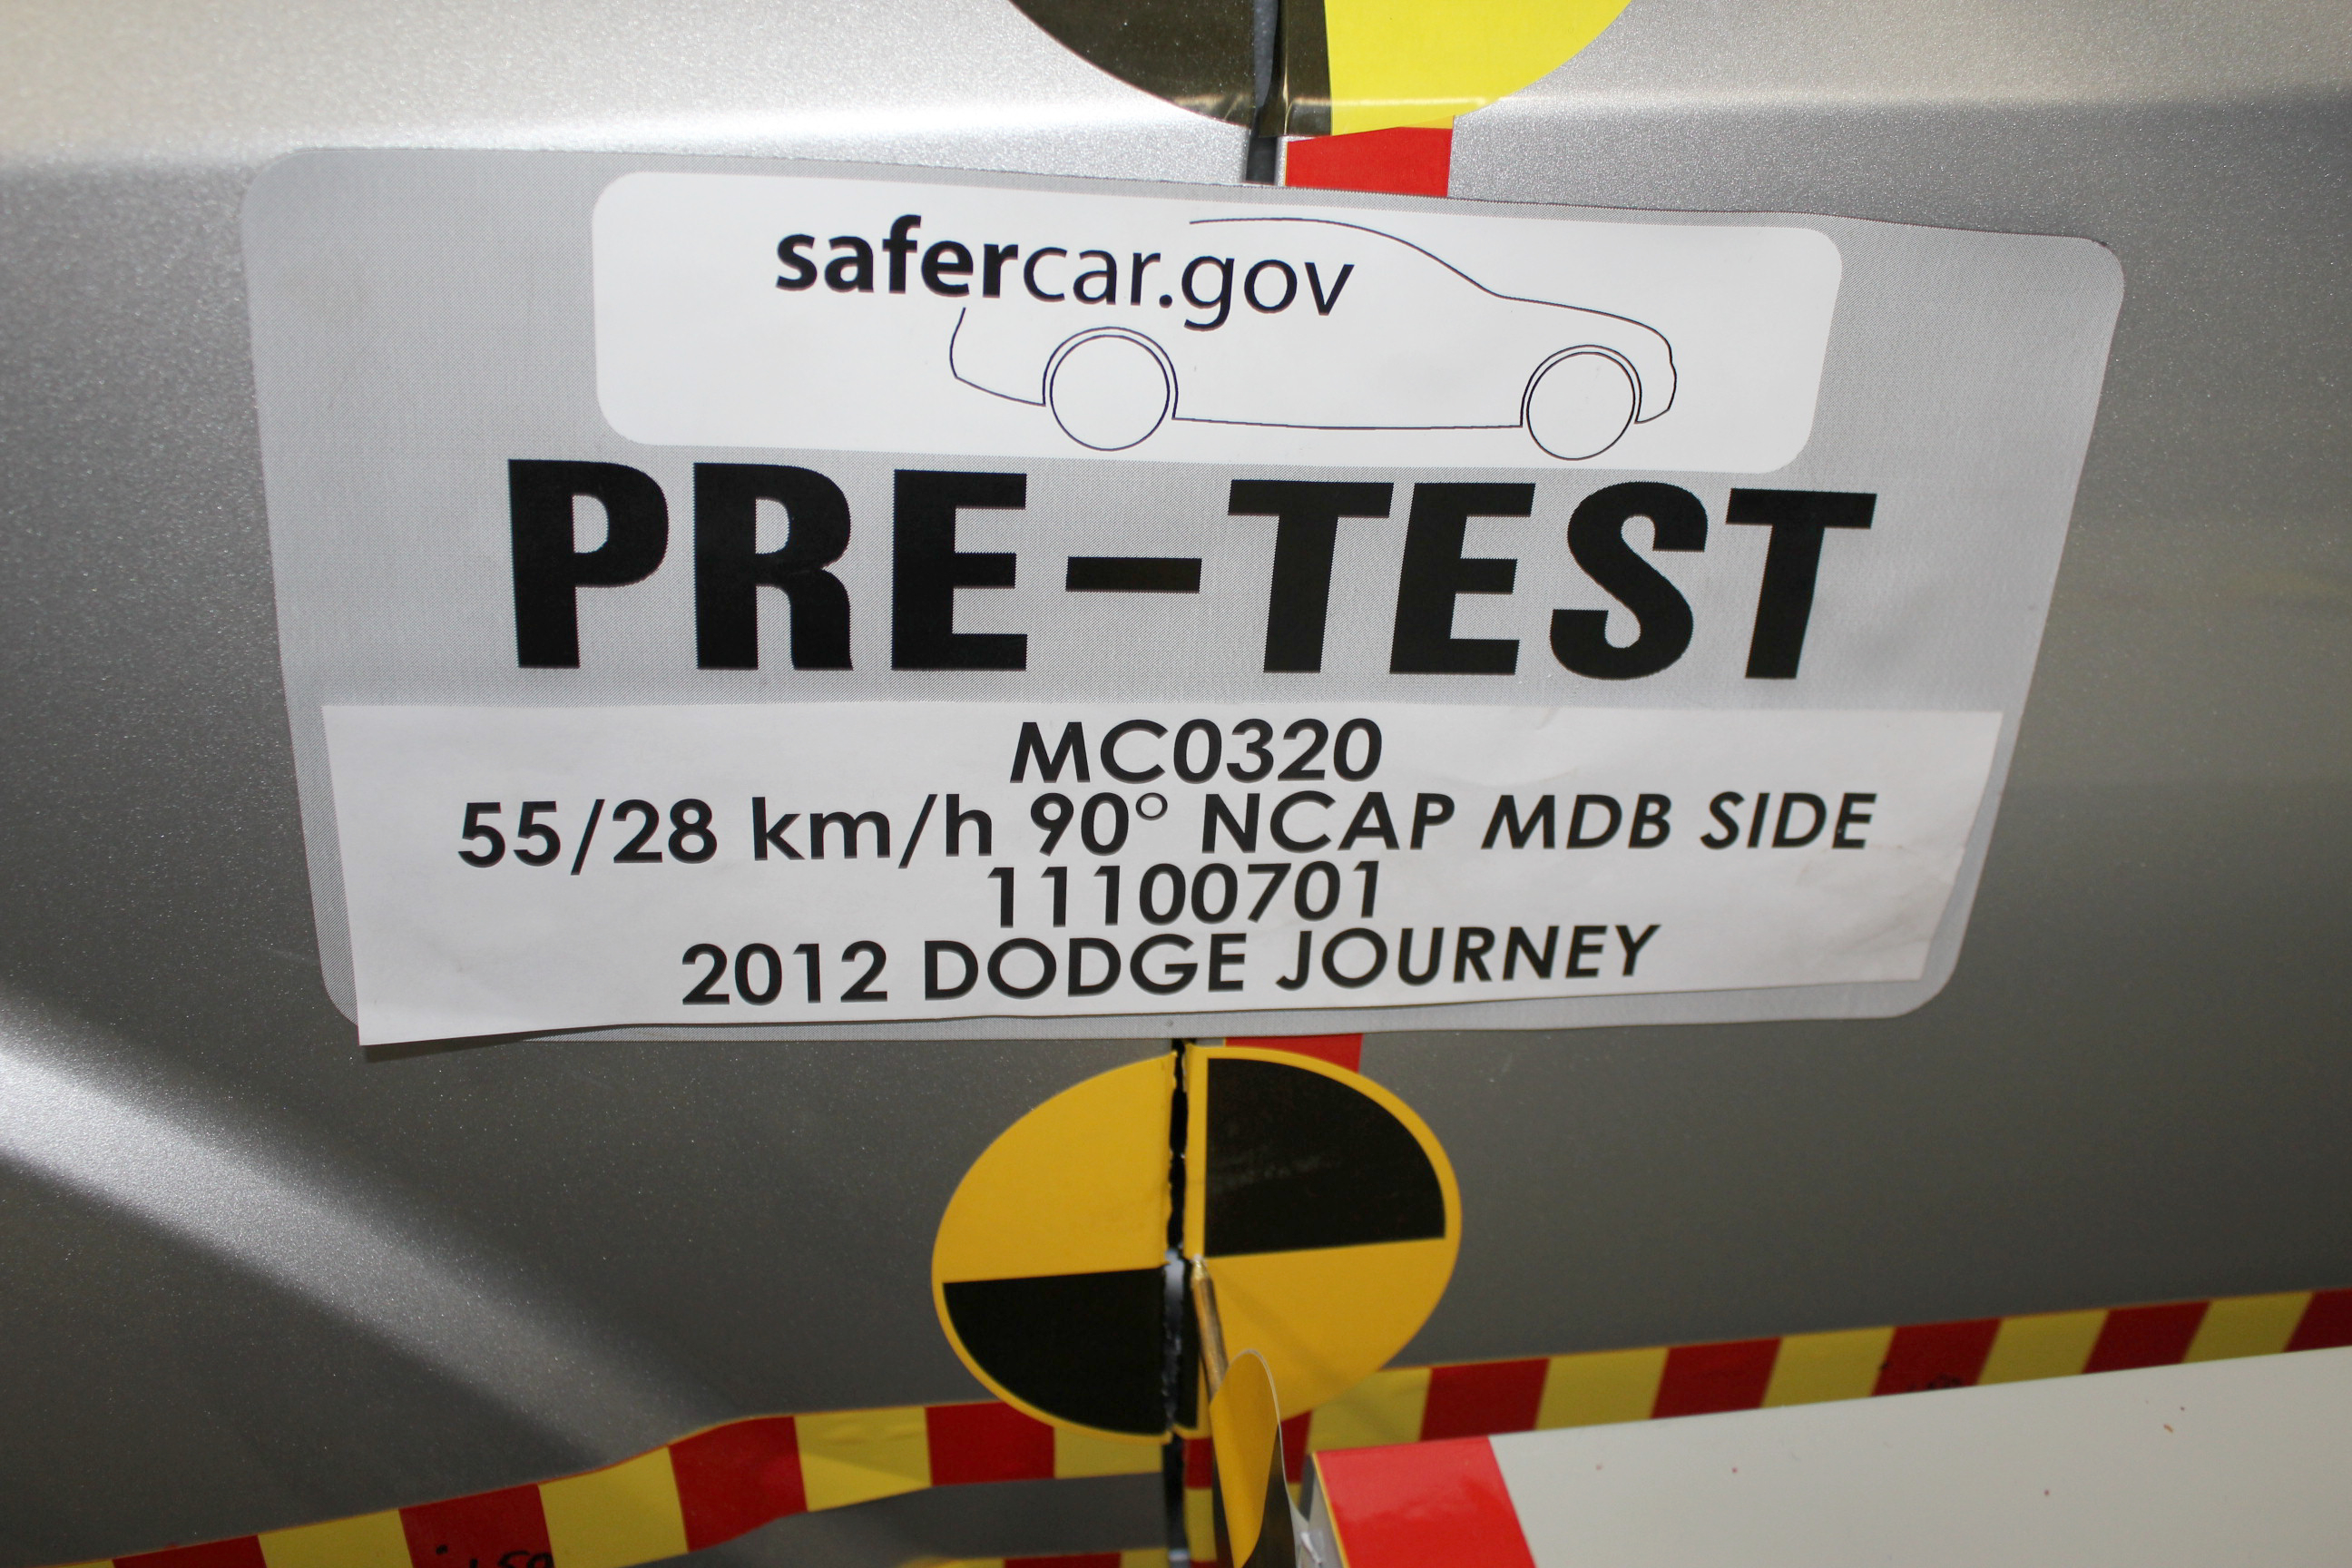 safercar.gov
PRE-TEST
MC0320
55/28 km/h 90° NCAP MDB SIDE
11100701
2012 DODGE JOURNEY